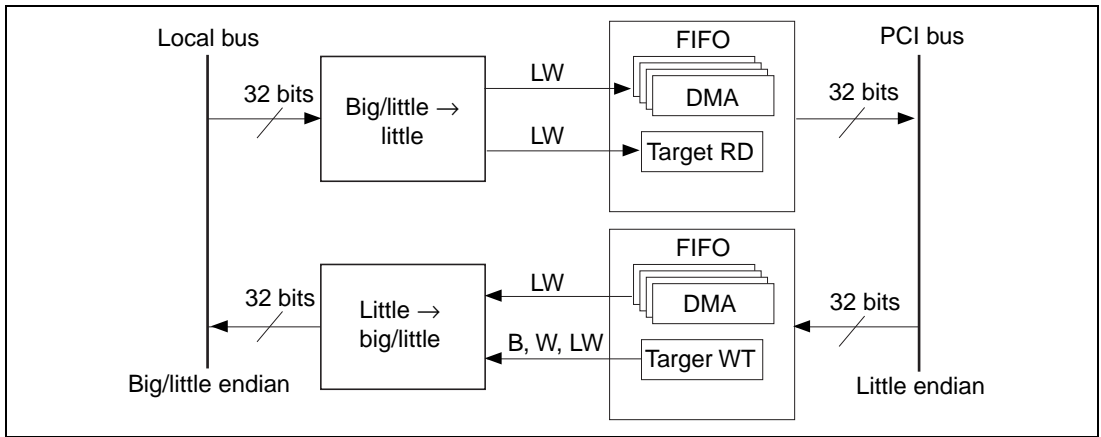 Local bus
FIFO
PCI bus
32 bits
Big/little →
little
LW
LW
DMA
Target RD
32 bits
FIFO
32 bits
Little →
big/little
LW
B, W, LW
DMA
Targer WT
32 bits
Big/little endian
Little endian